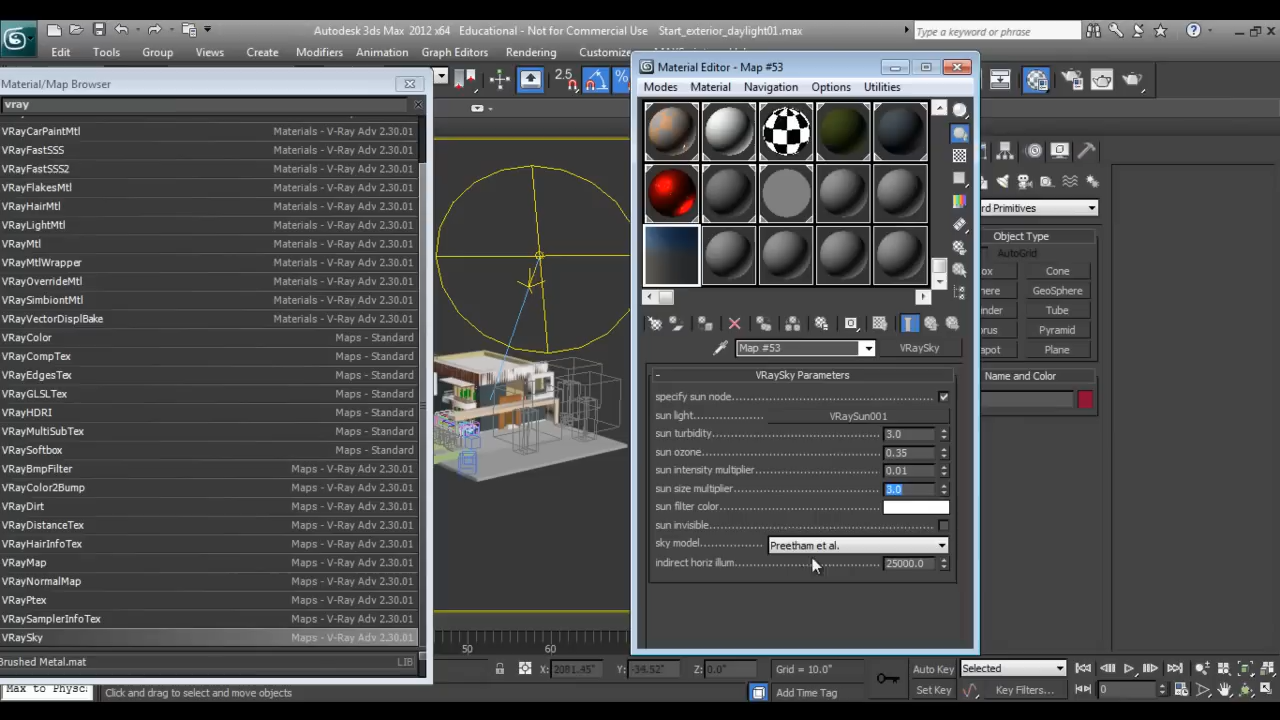 Autodesk 3ds Max 2012 x64 Educational - Not for Commercial Use Start_exterior_daylight01.max
Type a keyword or phrase
Edit Tools Group Views Create Modifiers Animation Graph Editors Rendering Customize
Material/Map Browser
vray
VRayCarPaintMtl Materials - V-Ray Adv 2.30.01
VRayFastSSS Materials - V-Ray Adv 2.30.01
VRayFastSSS2 Materials - V-Ray Adv 2.30.01
VRayFlakesMtl Materials - V-Ray Adv 2.30.01
VRayHairMtl Materials - V-Ray Adv 2.30.01
VRayLightMtl Materials - V-Ray Adv 2.30.01
VRayMtl Materials - V-Ray Adv 2.30.01
VRayMtlWrapper Materials - V-Ray Adv 2.30.01
VRayOverrideMtl Materials - V-Ray Adv 2.30.01
VRaySimbiontMtl Materials - V-Ray Adv 2.30.01
VRayVectorDisplBake Materials - V-Ray Adv 2.30.01
VRayColor Maps - Standard
VRayCompTex Maps - Standard
VRayEdgesTex Maps - Standard
VRayGLSLTex Maps - Standard
VRayHDRI Maps - Standard
VRayMultiSubTex Maps - Standard
VRaySoftbox Maps - Standard
VRayBmpFilter Maps - V-Ray Adv 2.30.01
VRayColor2Bump Maps - V-Ray Adv 2.30.01
VRayDirt Maps - V-Ray Adv 2.30.01
VRayDistanceTex Maps - V-Ray Adv 2.30.01
VRayHairInfoTex Maps - V-Ray Adv 2.30.01
VRayMap Maps - V-Ray Adv 2.30.01
VRayNormalMap Maps - V-Ray Adv 2.30.01
VRayPtex Maps - V-Ray Adv 2.30.01
VRaySamplerInfoTex Maps - V-Ray Adv 2.30.01
VRaySky Maps - V-Ray Adv 2.30.01
Brushed Metal.mat LIB
2.5
Material Editor - Map #53
Modes Material Navigation Options Utilities
Map #53 VRaySky
- VRaySky Parameters
specify sun node
sun light VRaySun001
sun turbidity 3.0
sun ozone 0.35
sun intensity multiplier 0.01
sun size multiplier 3.0
sun filter color
sun invisible
sky model Preetham et al.
indirect horiz illum 25000.0
rd Primitives
Object Type
AutoGrid
ox Cone
here GeoSphere
inder Tube
orus Pyramid
apot Plane
Name and Color
50 60
X: 2081.45" Y: -34.52" Z: 0.0" Grid = 10.0" Auto Key Selected
Max to Physc Click and drag to select and move objects Add Time Tag Set Key Key Filters... 0